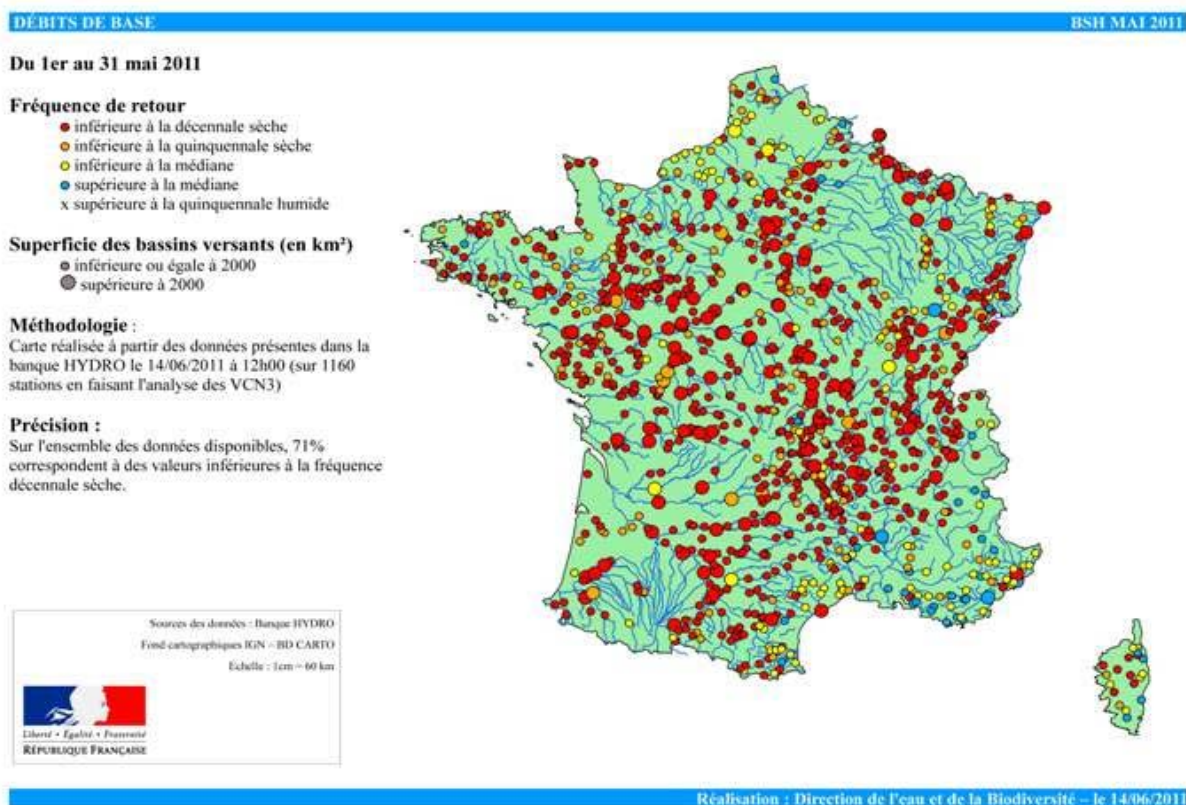 DÉBITS DE BASE
BSH MAI 2011
Du 1er au 31 mai 2011
Fréquence de retour
inférieure à la décennale sèche
inférieure à la quinquennale sèche
inférieure à la médiane
supérieure à la médiane
x supérieure à la quinquennale humide
Superficie des bassins versants (en km²)
inférieure ou égale à 2000
supérieure à 2000
Méthodologie :
Carte réalisée à partir des données présentes dans la
banque HYDRO le 14/06/2011 à 12h00 (sur 1160
stations en faisant l'analyse des VCN3)
Précision :
Sur l'ensemble des données disponibles, 71%
correspondent à des valeurs inférieures à la fréquence
décennale sèche.
Sources des données : Banque HYDRO
Fond cartographiques IGN – BD CARTO
Echelle : 1cm = 60 km
Liberté • Égalité • Fraternité
RÉPUBLIQUE FRANÇAISE
Réalisation : Direction de l'eau et de la Biodiversité – le 14/06/2011